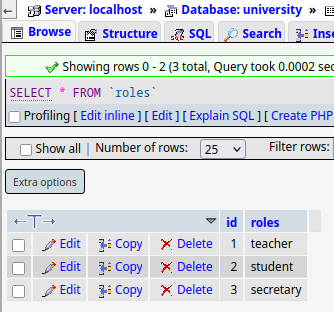 Server: localhost » Database: university »
Browse Structure SQL Search Inse
Showing rows 0 - 2 (3 total, Query took 0.0002 seco
SELECT * FROM `roles`
Profiling [ Edit inline ] [ Edit ] [ Explain SQL ] [ Create PHP
Show all | Number of rows: 25 Filter rows:
Extra options
←T→ id roles
Edit Copy Delete 1 teacher
Edit Copy Delete 2 student
Edit Copy Delete 3 secretary